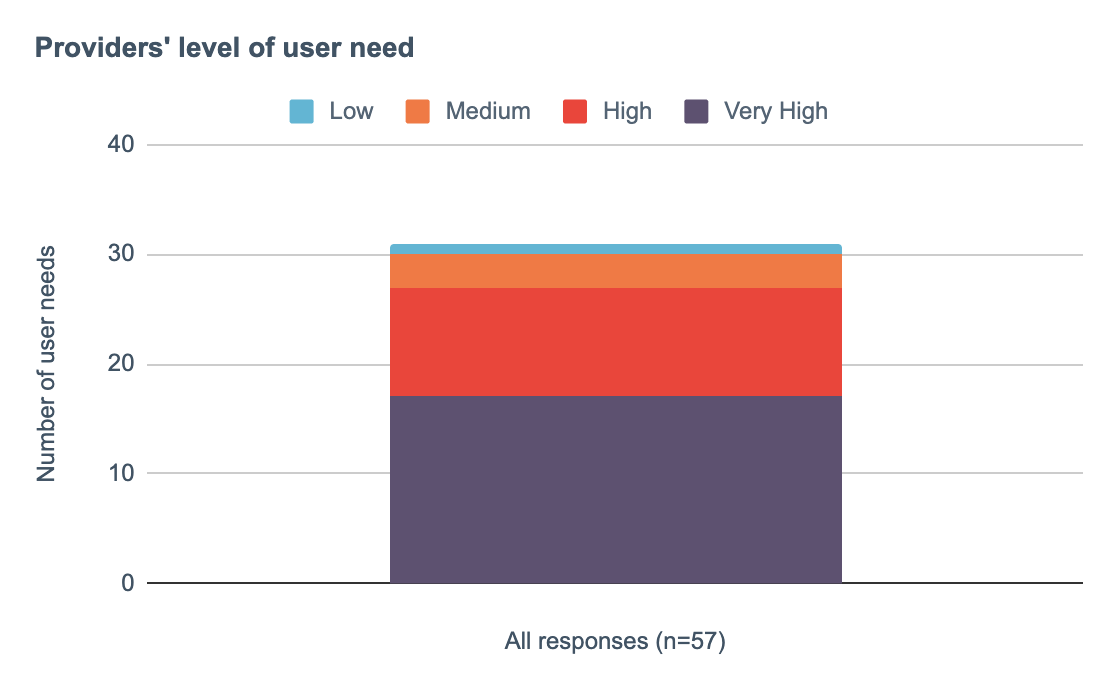 Providers' level of user need
Low Medium High Very High
40
30
20
10
0
Number of user needs
All responses (n=57)